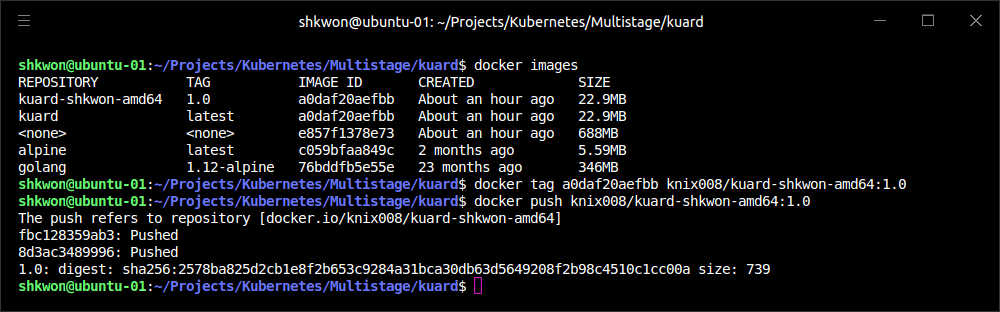 shkwon@ubuntu-01: ~/Projects/Kubernetes/Multistage/kuard
shkwon@ubuntu-01:~/Projects/Kubernetes/Multistage/kuard$ docker images
REPOSITORY TAG IMAGE ID CREATED SIZE
kuard-shkwon-amd64 1.0 a0daf20aefbb About an hour ago 22.9MB
kuard latest a0daf20aefbb About an hour ago 22.9MB
<none> <none> e857f1378e73 About an hour ago 688MB
alpine latest c059bfaa849c 2 months ago 5.59MB
golang 1.12-alpine 76bddfb5e55e 23 months ago 346MB
shkwon@ubuntu-01:~/Projects/Kubernetes/Multistage/kuard$ docker tag a0daf20aefbb knix008/kuard-shkwon-amd64:1.0
shkwon@ubuntu-01:~/Projects/Kubernetes/Multistage/kuard$ docker push knix008/kuard-shkwon-amd64:1.0
The push refers to repository [docker.io/knix008/kuard-shkwon-amd64]
fbc128359ab3: Pushed
8d3ac3489996: Pushed
1.0: digest: sha256:2578ba825d2cb1e8f2b653c9284a31bca30db63d5649208f2b98c4510c1cc00a size: 739
shkwon@ubuntu-01:~/Projects/Kubernetes/Multistage/kuard$